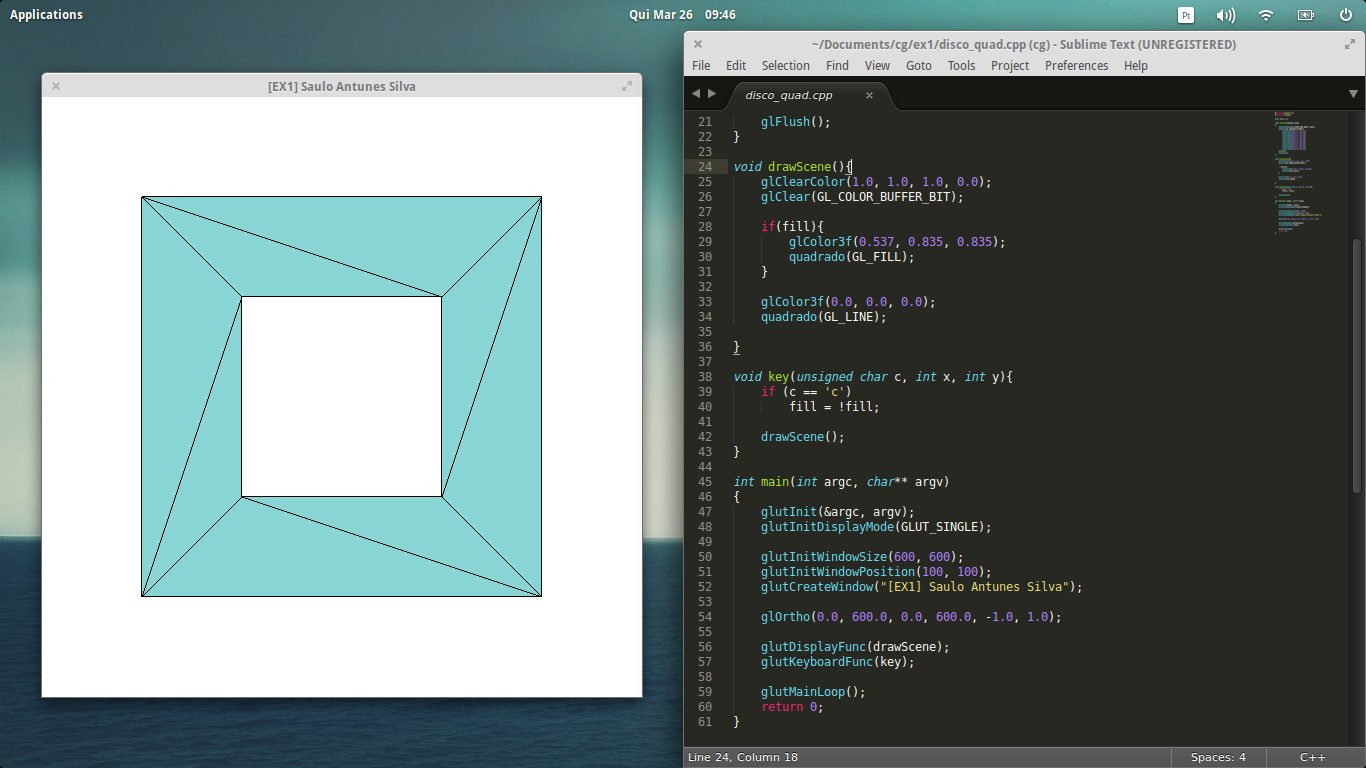 Applications
Qui Mar 26 09:46
Pt
[EX1] Saulo Antunes Silva
~/Documents/cg/ex1/disco_quad.cpp (cg) - Sublime Text (UNREGISTERED)
File Edit Selection Find View Goto Tools Project Preferences Help
disco_quad.cpp
21 glFlush();
22 }
23
24 void drawScene(){
25 glClearColor(1.0, 1.0, 1.0, 0.0);
26 glClear(GL_COLOR_BUFFER_BIT);
27
28 if(fill){
29 glColor3f(0.537, 0.835, 0.835);
30 quadrado(GL_FILL);
31 }
32
33 glColor3f(0.0, 0.0, 0.0);
34 quadrado(GL_LINE);
35
36 }
37
38 void key(unsigned char c, int x, int y){
39 if (c == 'c')
40 fill = !fill;
41
42 drawScene();
43 }
44
45 int main(int argc, char** argv)
46 {
47 glutInit(&argc, argv);
48 glutInitDisplayMode(GLUT_SINGLE);
49
50 glutInitWindowSize(600, 600);
51 glutInitWindowPosition(100, 100);
52 glutCreateWindow("[EX1] Saulo Antunes Silva");
53
54 glOrtho(0.0, 600.0, 0.0, 600.0, -1.0, 1.0);
55
56 glutDisplayFunc(drawScene);
57 glutKeyboardFunc(key);
58
59 glutMainLoop();
60 return 0;
61 }
Line 24, Column 18
Spaces: 4
C++